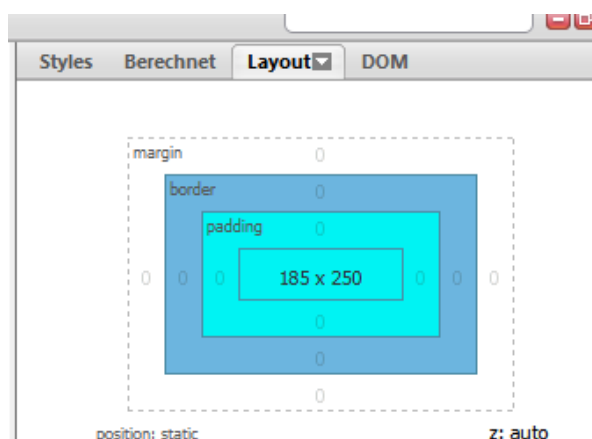 Styles Berechnet Layout DOM
margin 0
border 0
padding 0
0 0 0 185 x 250 0 0 0
0
0
0
position: static z: auto